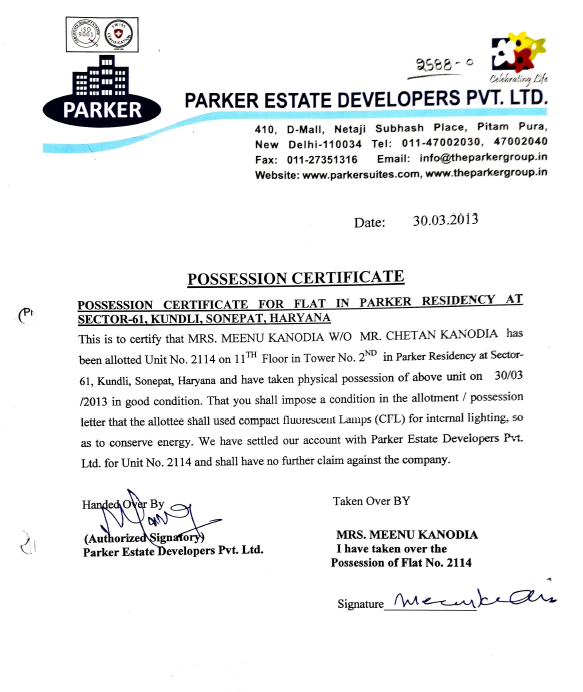 ISO
9001
SWISS
CERTIFICATION
2588-0
Celebrating Life
PARKER
PARKER ESTATE DEVELOPERS PVT. LTD.
410, D-Mall, Netaji Subhash Place, Pitam Pura,
New Delhi-110034 Tel: 011-47002030, 47002040
Fax: 011-27351316 Email: info@theparkergroup.in
Website: www.parkersuites.com, www.theparkergroup.in
Date: 30.03.2013
POSSESSION CERTIFICATE
POSSESSION CERTIFICATE FOR FLAT IN PARKER RESIDENCY AT
SECTOR-61, KUNDLI, SONEPAT, HARYANA
This is to certify that MRS. MEENU KANODIA W/O MR. CHETAN KANODIA has
been allotted Unit No. 2114 on 11TH Floor in Tower No. 2ND in Parker Residency at Sector-
61, Kundli, Sonepat, Haryana and have taken physical possession of above unit on 30/03
/2013 in good condition. That you shall impose a condition in the allotment / possession
letter that the allottee shall used compact fluorescent Lamps (CFL) for internal lighting, so
as to conserve energy. We have settled our account with Parker Estate Developers Pvt.
Ltd. for Unit No. 2114 and shall have no further claim against the company.
Handed Over By
(Authorized Signatory)
Parker Estate Developers Pvt. Ltd.
Taken Over BY
MRS. MEENU KANODIA
I have taken over the
Possession of Flat No. 2114
Signature